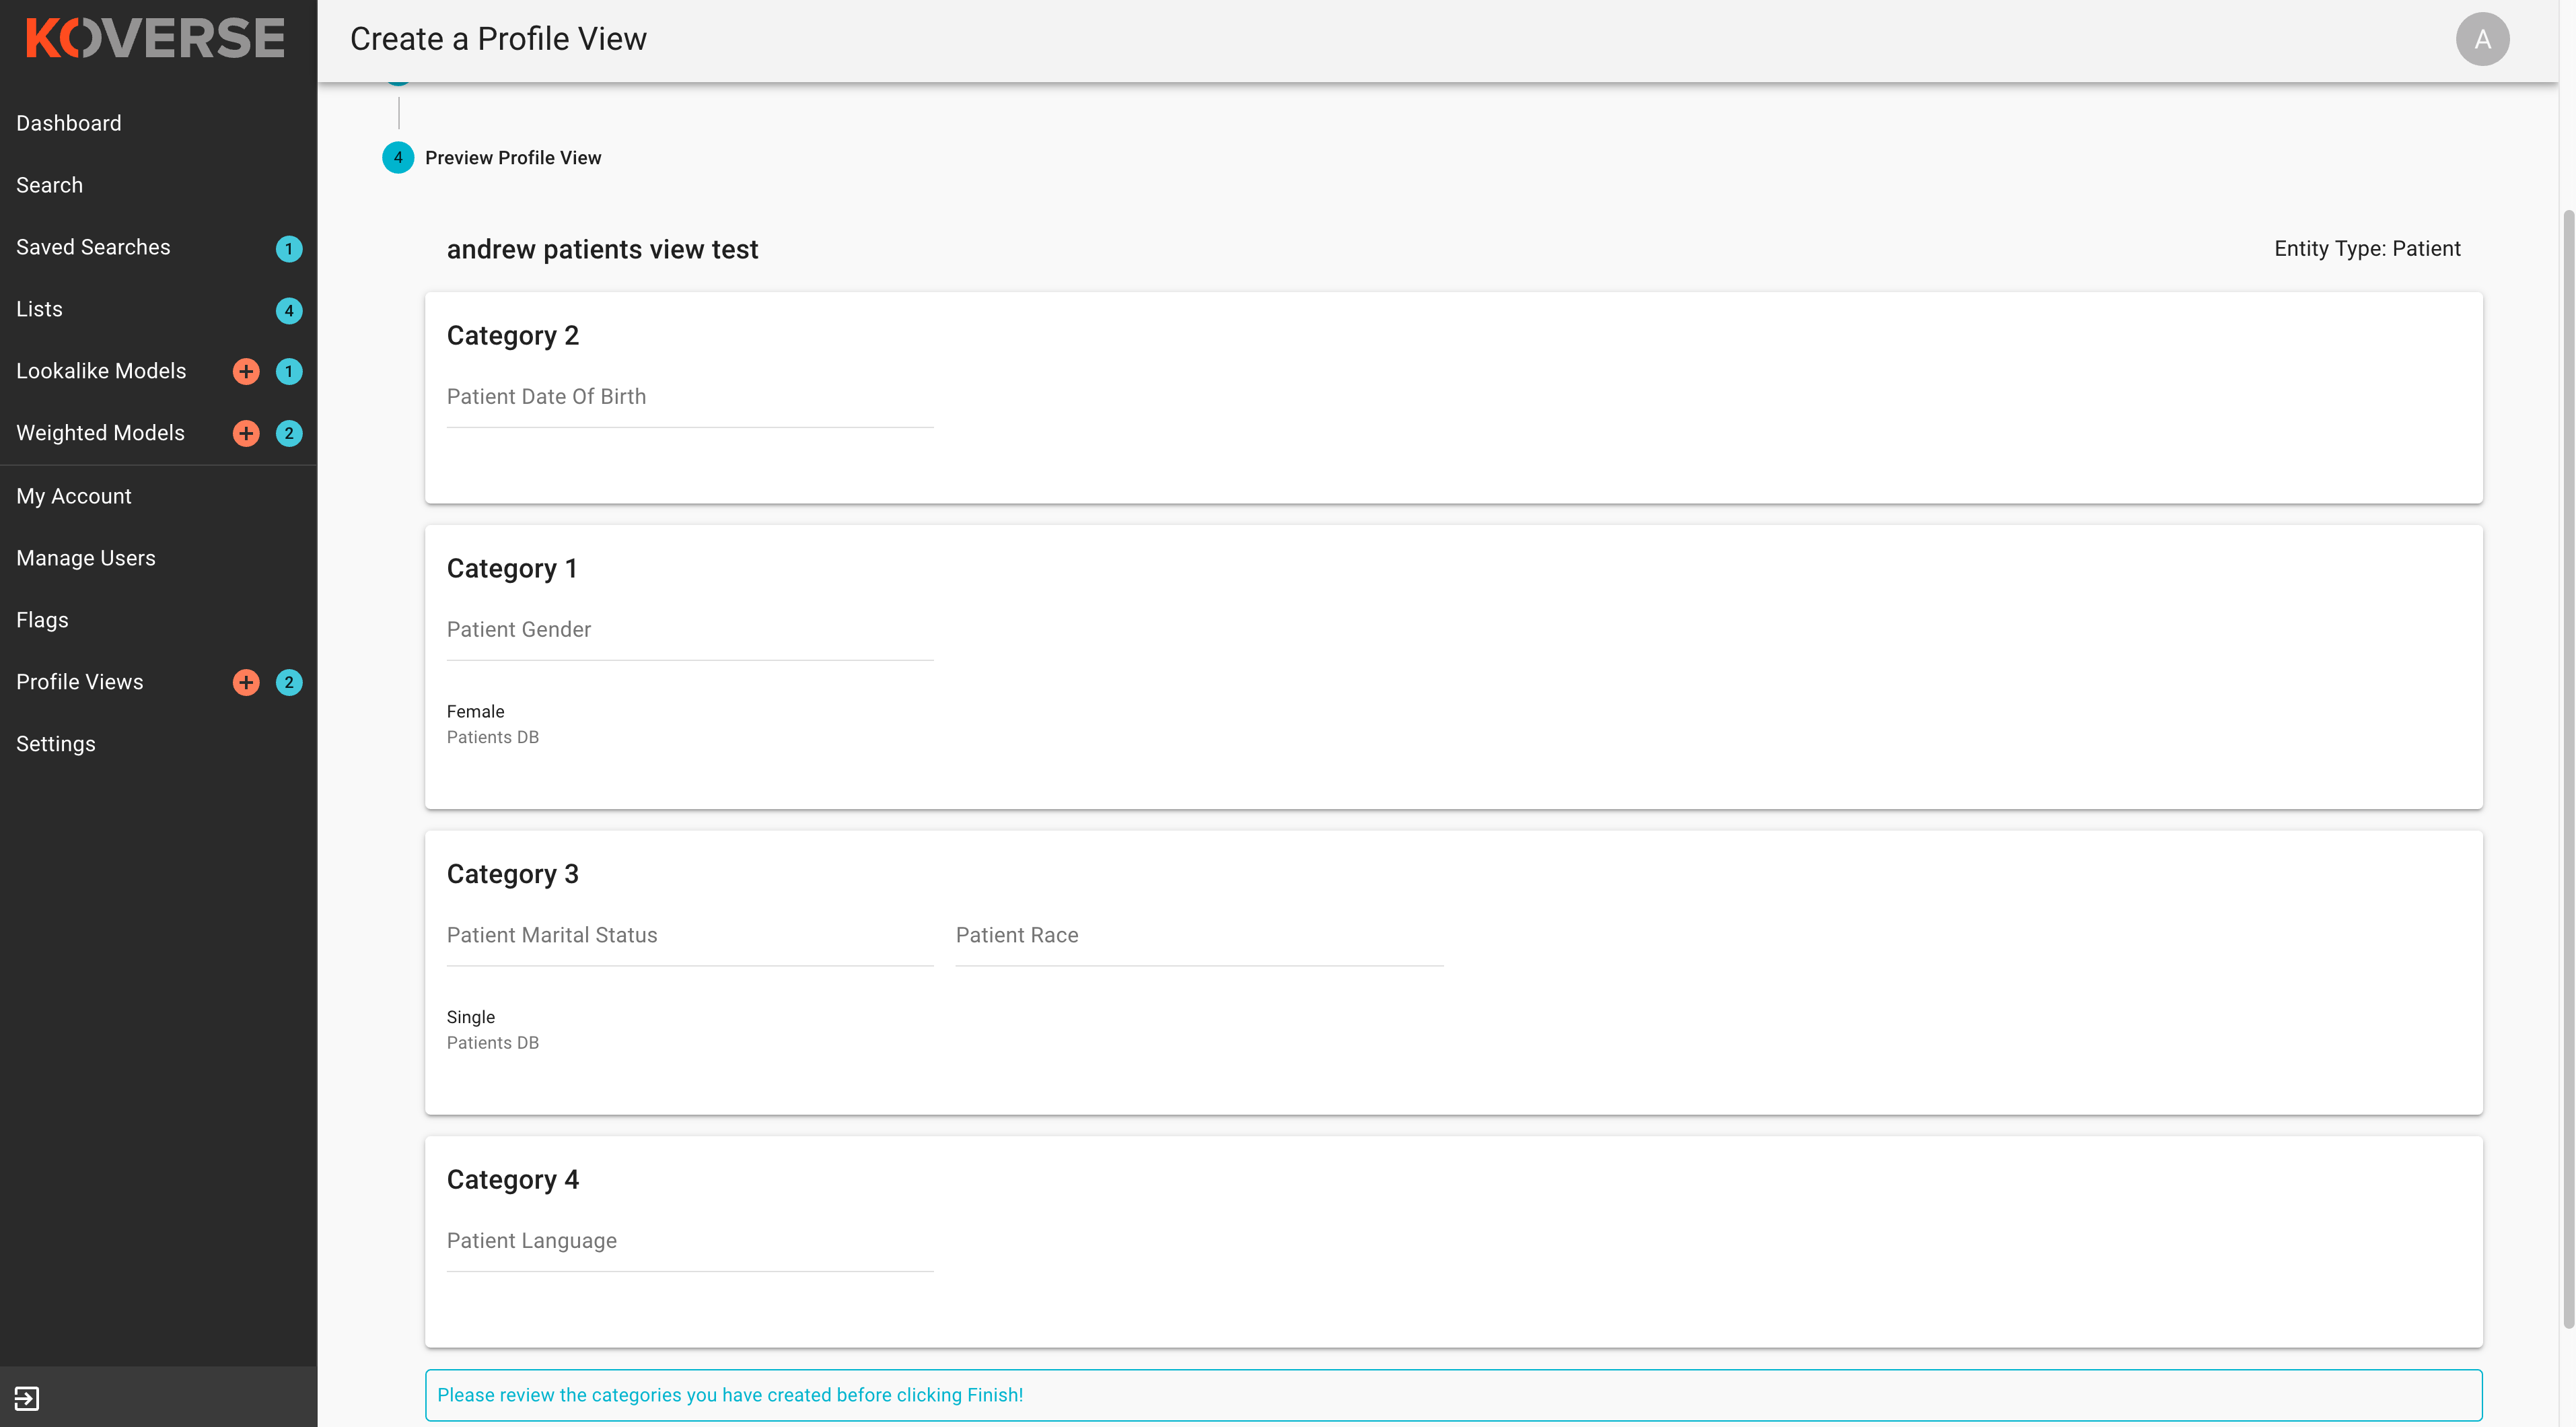 KOVERSE
Create a Profile View
A
Dashboard
Search
Saved Searches 1
Lists 4
Lookalike Models + 1
Weighted Models + 2
My Account
Manage Users
Flags
Profile Views + 2
Settings
4 Preview Profile View
andrew patients view test
Entity Type: Patient
Category 2
Patient Date Of Birth
Category 1
Patient Gender
Female
Patients DB
Category 3
Patient Marital Status
Patient Race
Single
Patients DB
Category 4
Patient Language
Please review the categories you have created before clicking Finish!